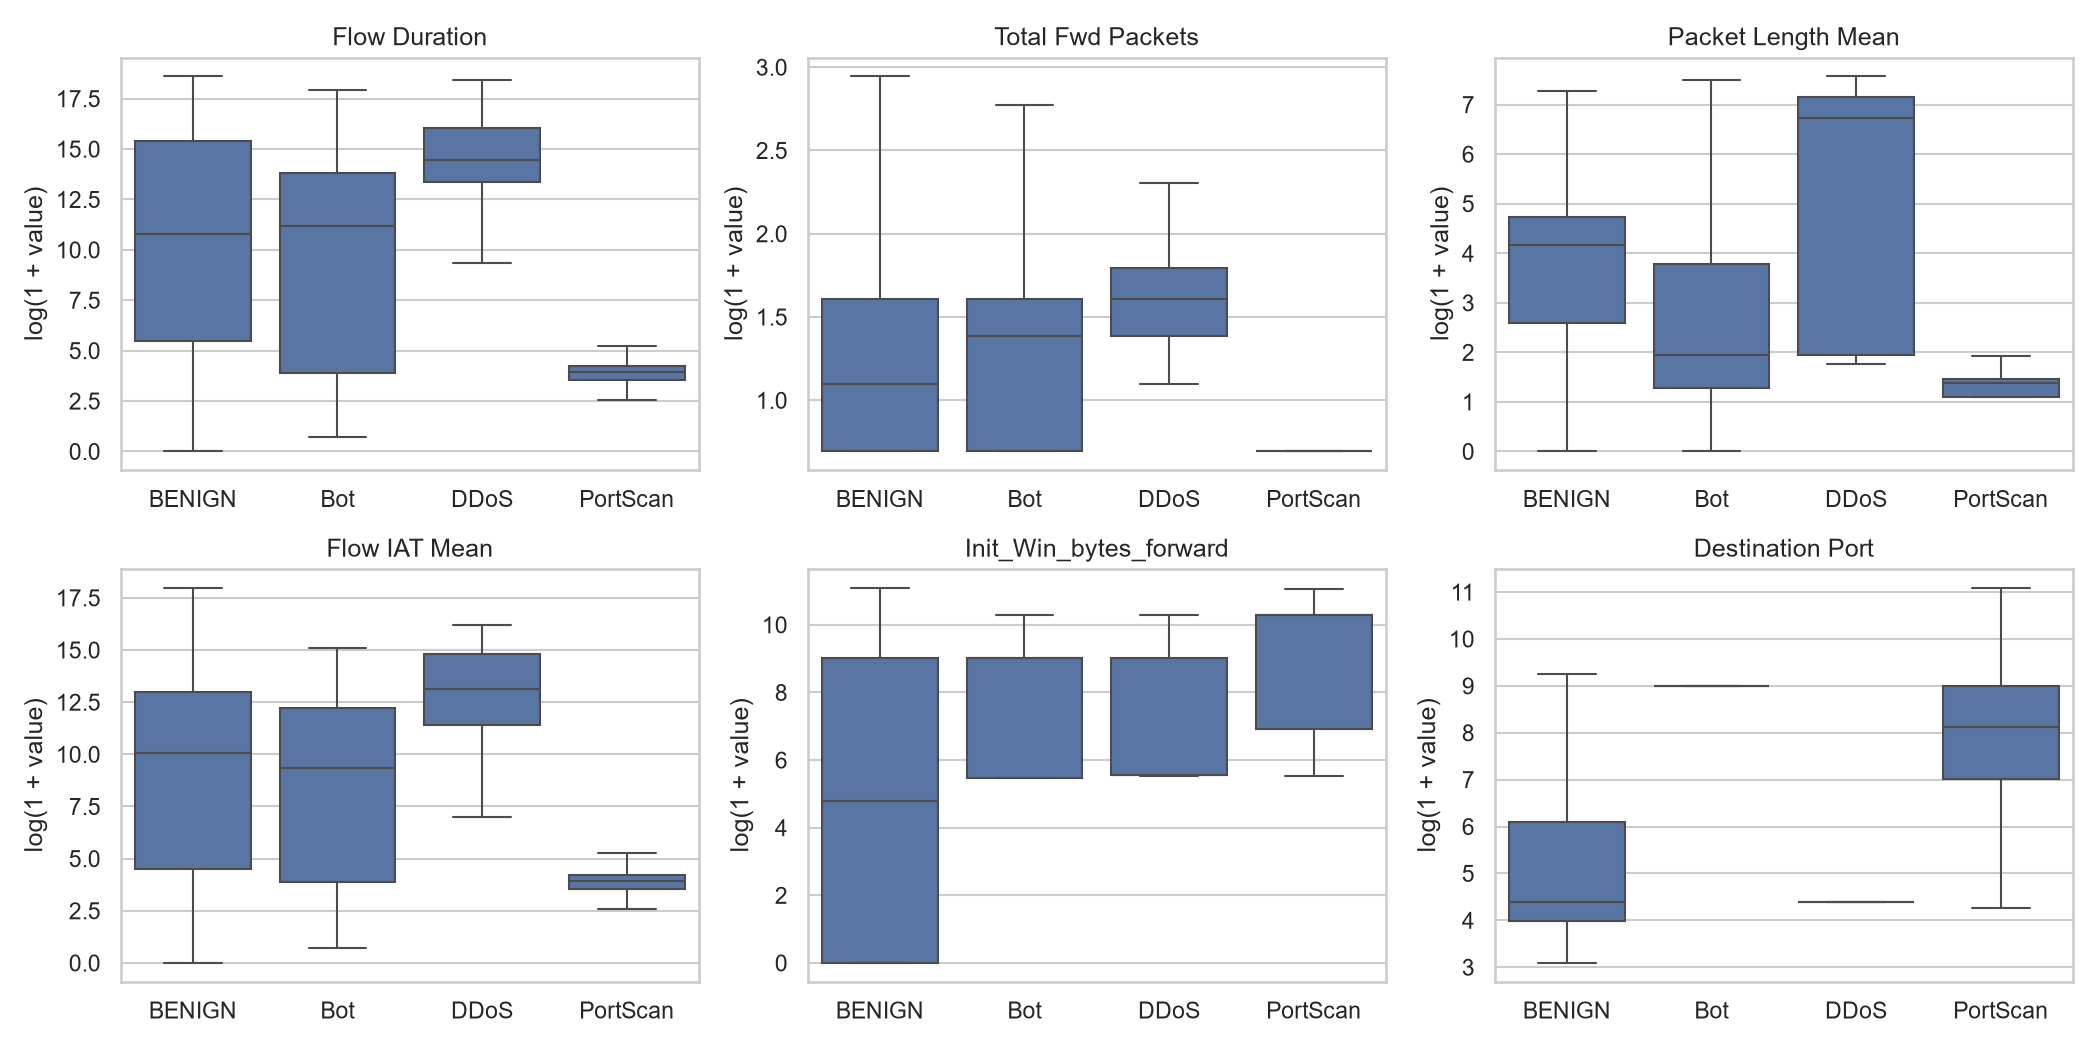 Flow Duration
log(1 + value)
17.5
15.0
12.5
10.0
7.5
5.0
2.5
0.0
BENIGN Bot DDoS PortScan
Total Fwd Packets
log(1 + value)
3.0
2.5
2.0
1.5
1.0
BENIGN Bot DDoS PortScan
Packet Length Mean
log(1 + value)
7
6
5
4
3
2
1
0
BENIGN Bot DDoS PortScan
Flow IAT Mean
log(1 + value)
17.5
15.0
12.5
10.0
7.5
5.0
2.5
0.0
BENIGN Bot DDoS PortScan
Init_Win_bytes_forward
log(1 + value)
10
8
6
4
2
0
BENIGN Bot DDoS PortScan
Destination Port
log(1 + value)
11
10
9
8
7
6
5
4
3
BENIGN Bot DDoS PortScan